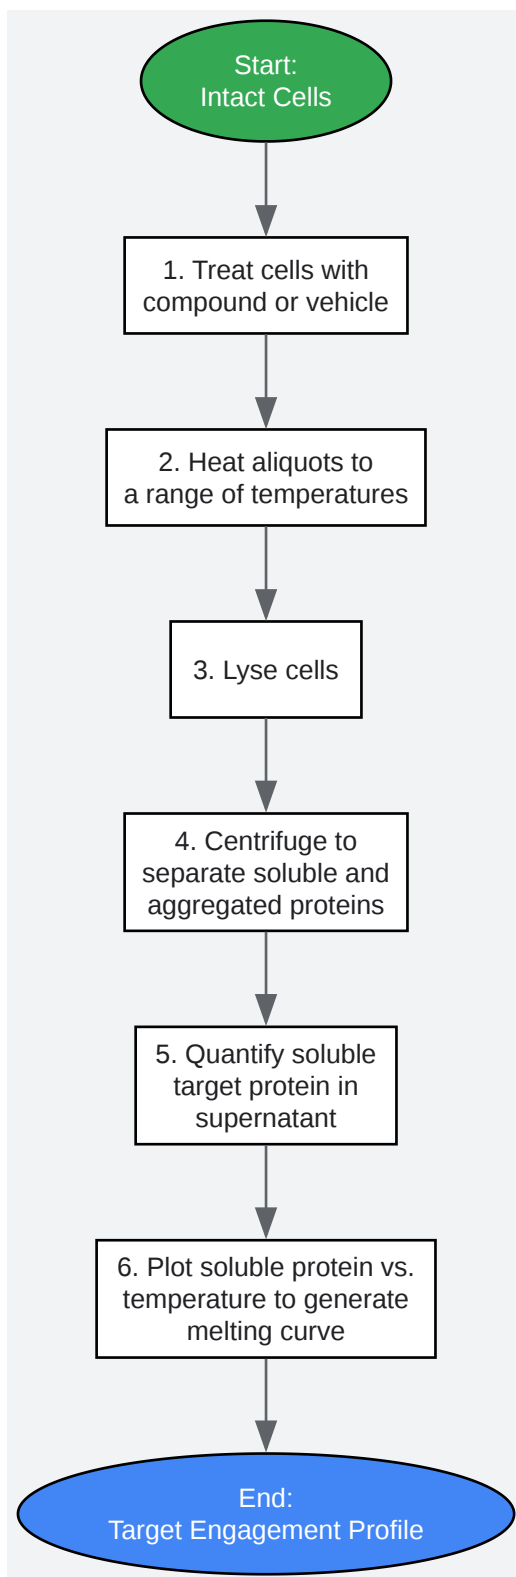 Start:
Intact Cells
1. Treat cells with
compound or vehicle
2. Heat aliquots to
a range of temperatures
3. Lyse cells
4. Centrifuge to
separate soluble and
aggregated proteins
5. Quantify soluble
target protein in
supernatant
6. Plot soluble protein vs.
temperature to generate
melting curve
End:
Target Engagement Profile